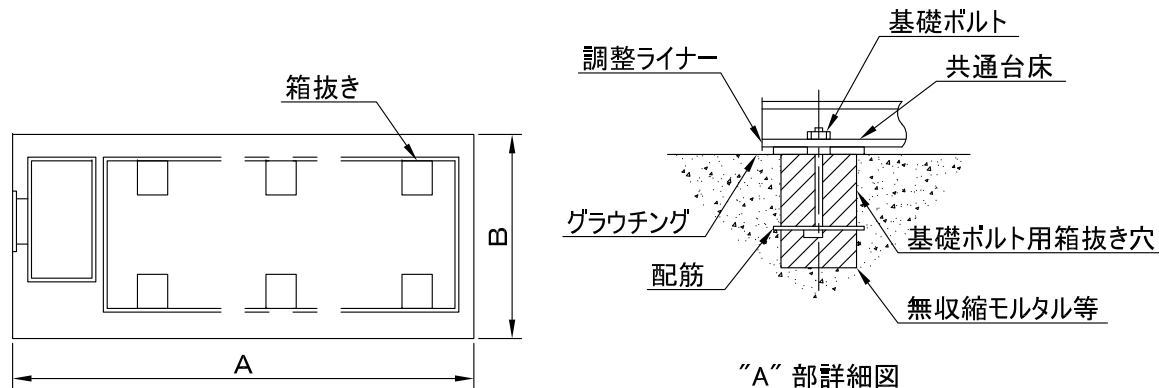 箱抜き
B
A
基礎ボルト
調整ライナー
共通台床
グラウチング
基礎ボルト用箱抜き穴
配筋
無収縮モルタル等
"A" 部詳細図